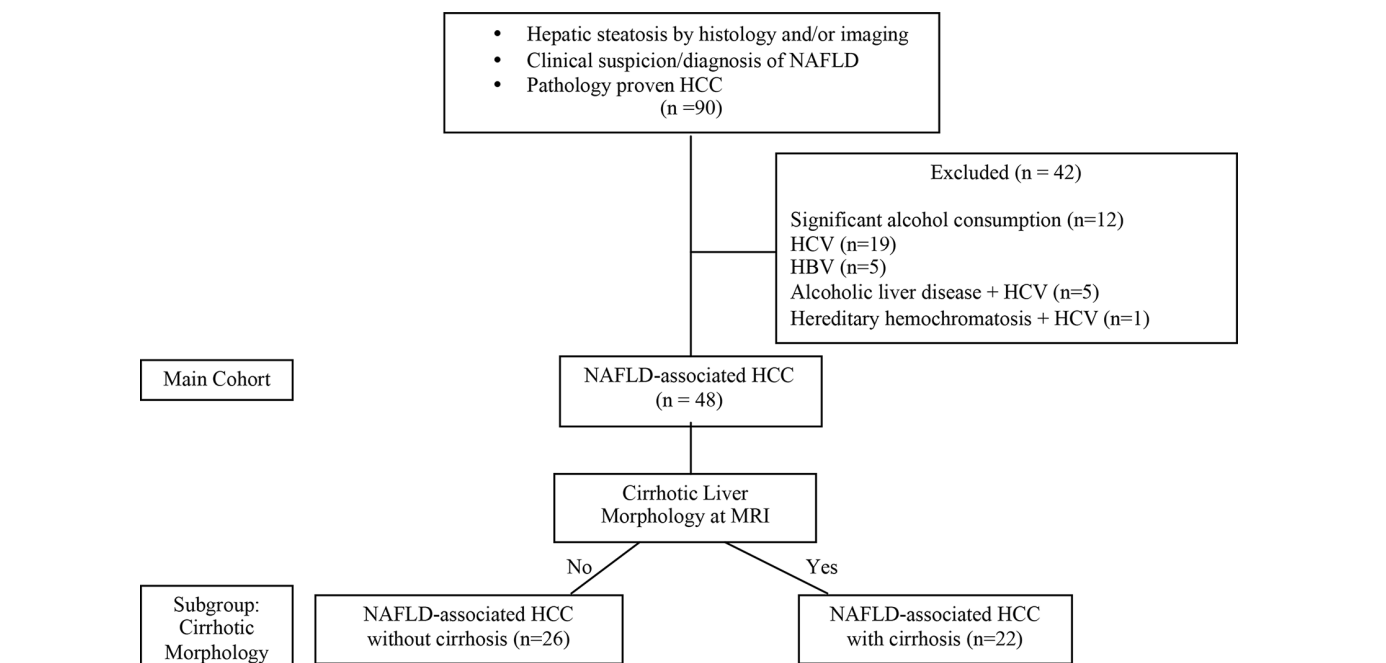 • Hepatic steatosis by histology and/or imaging
• Clinical suspicion/diagnosis of NAFLD
• Pathology proven HCC
(n =90)
Excluded (n = 42)
Significant alcohol consumption (n=12)
HCV (n=19)
HBV (n=5)
Alcoholic liver disease + HCV (n=5)
Hereditary hemochromatosis + HCV (n=1)
Main Cohort
NAFLD-associated HCC
(n = 48)
Cirrhotic Liver
Morphology at MRI
No
Yes
Subgroup:
Cirrhotic
Morphology
NAFLD-associated HCC
without cirrhosis (n=26)
NAFLD-associated HCC
with cirrhosis (n=22)